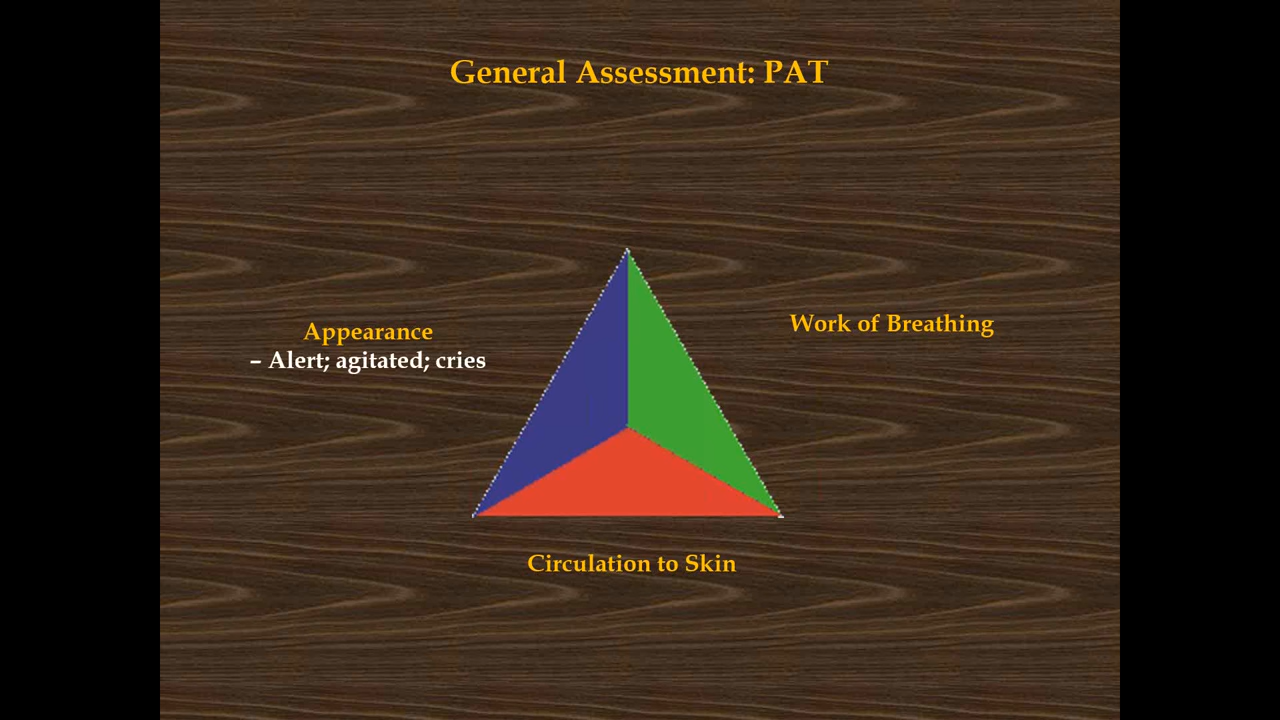 General Assessment: PAT
Appearance
– Alert; agitated; cries
Work of Breathing
Circulation to Skin